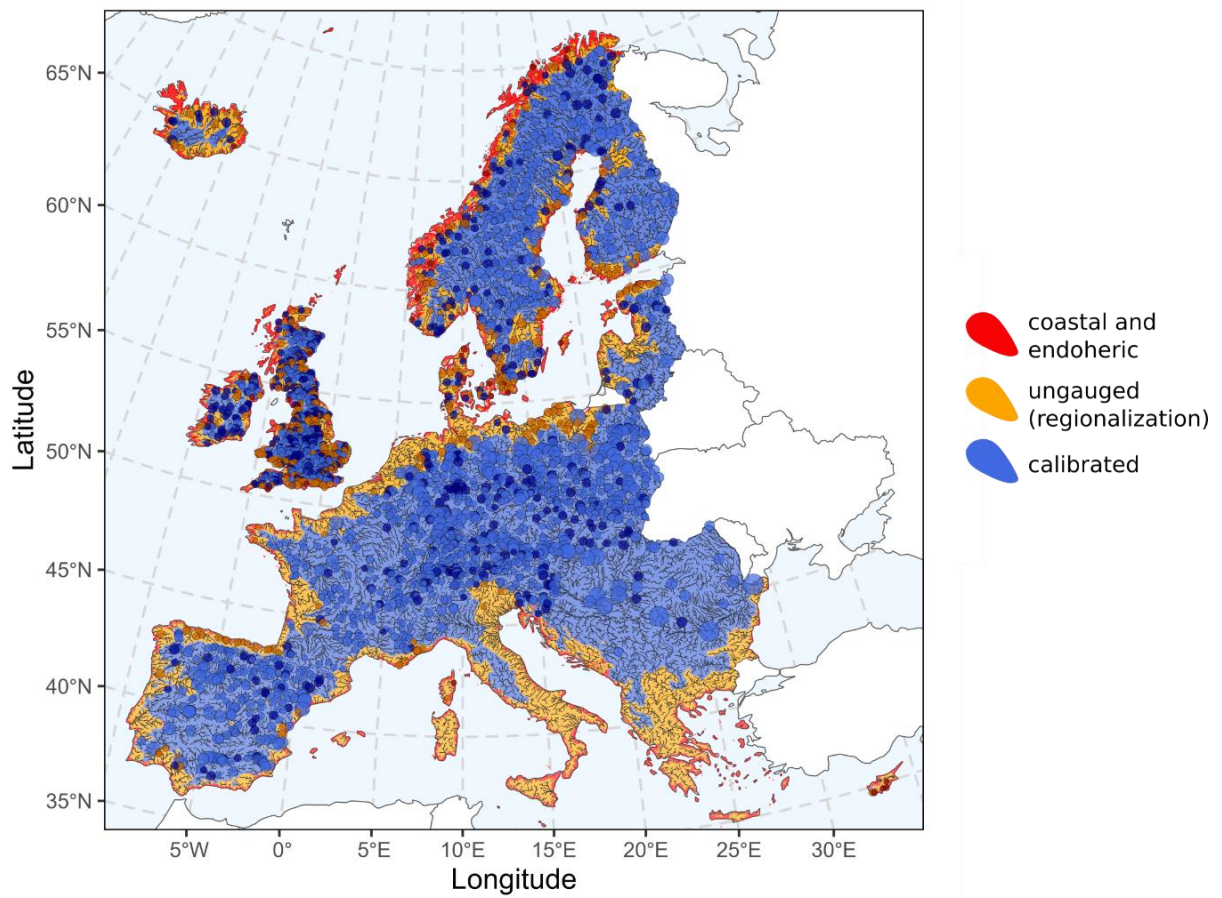 65°N
60°N
55°N
50°N
45°N
40°N
35°N
Latitude
5°W 0° 5°E 10°E 15°E 20°E 25°E 30°E
Longitude
coastal and
endoheric
ungauged
(regionalization)
calibrated